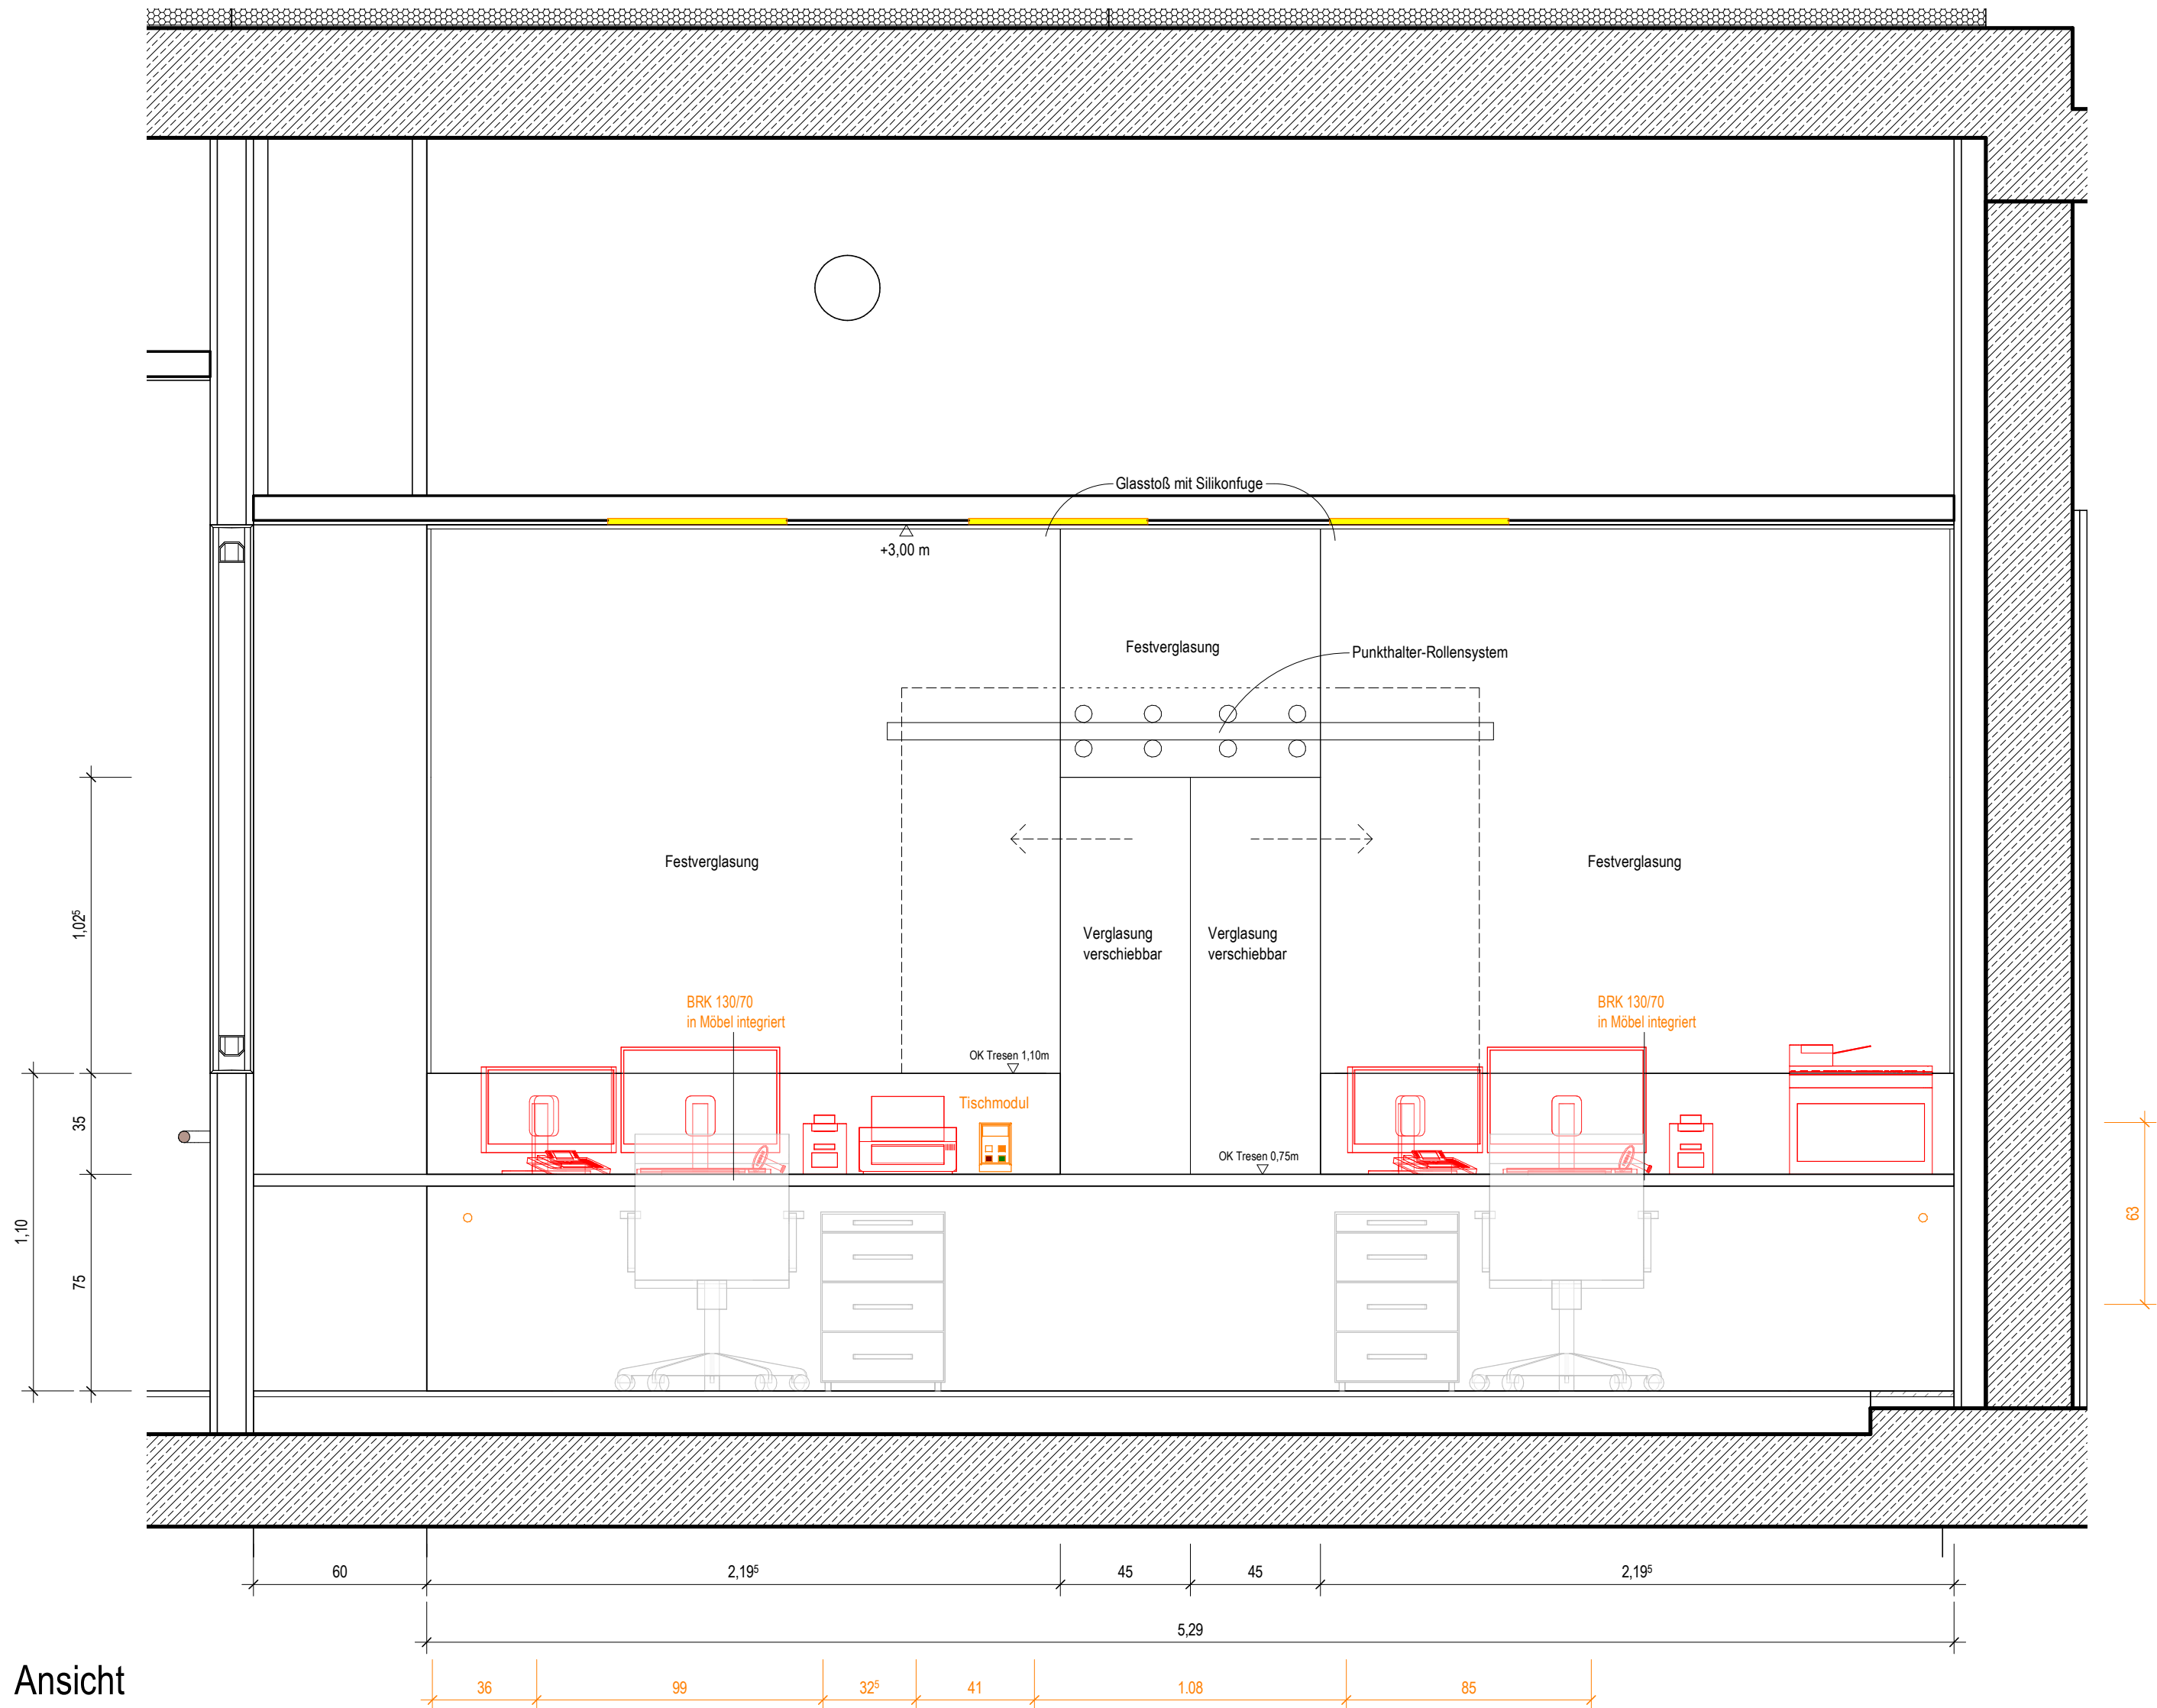 Glasstoß mit Silikonfuge
+3,00 m
Festverglasung
Punkthalter-Rollensystem
Festverglasung
Festverglasung
1,02⁵
Verglasung
verschiebbar
Verglasung
verschiebbar
BRK 130/70
in Möbel integriert
BRK 130/70
in Möbel integriert
OK Tresen 1,10m
Tischmodul
35
OK Tresen 0,75m
63
1,10
75
60
2,19⁵
45
45
2,19⁵
5,29
Ansicht
36
99
32⁵
41
1.08
85